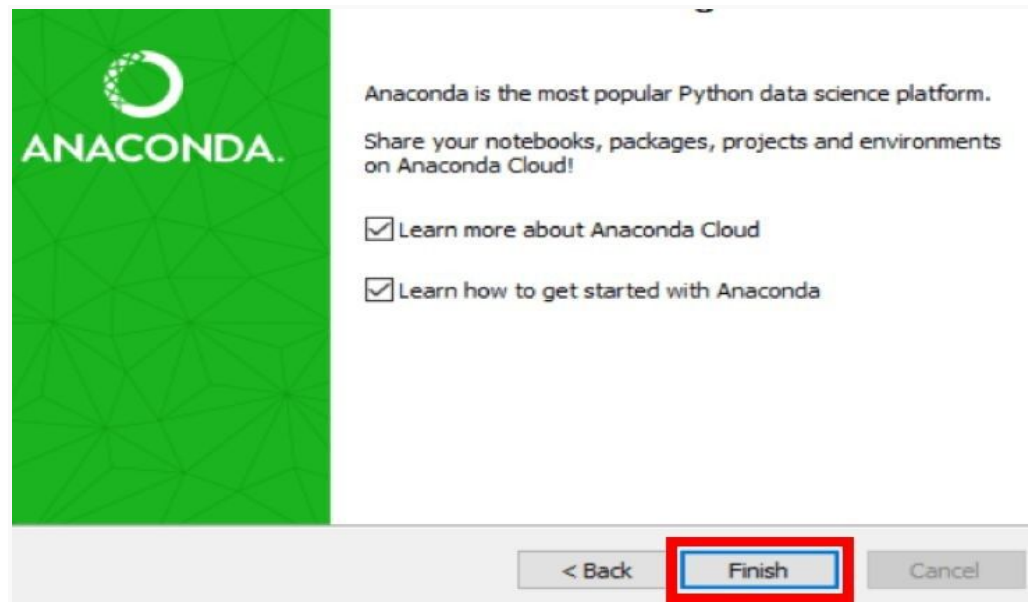 ANACONDA.
Anaconda is the most popular Python data science platform.
Share your notebooks, packages, projects and environments
on Anaconda Cloud!
Learn more about Anaconda Cloud
Learn how to get started with Anaconda
< Back
Finish
Cancel